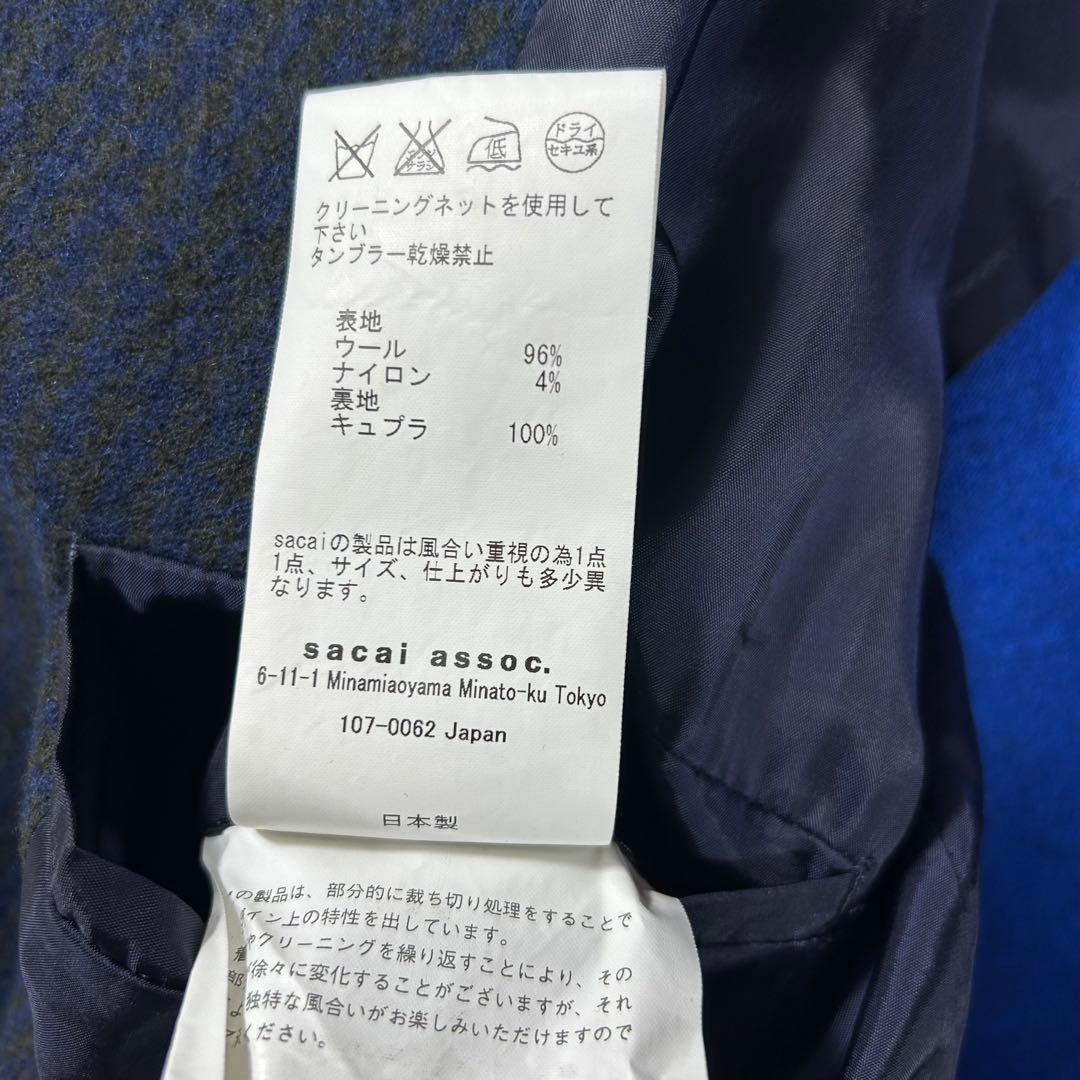 低
ドライ
セキユ系
クリーニングネットを使用して
下さい
タンブラー乾燥禁止
表地
ウール 96%
ナイロン 4%
裏地
キュプラ 100%
sacaiの製品は風合い重視の為1点
1点、サイズ、仕上がりも多少異
なります。
sacai assoc.
6-11-1 Minamiaoyama Minato-ku Tokyo
107-0062 Japan
日本製
の製品は、部分的に裁ち切り処理をすることで
イン上の特性を出しています。
クリーニングを繰り返すことにより、その
徐々に変化することがございますが、それ
独特な風合いがお楽しみいただけますので
ください。